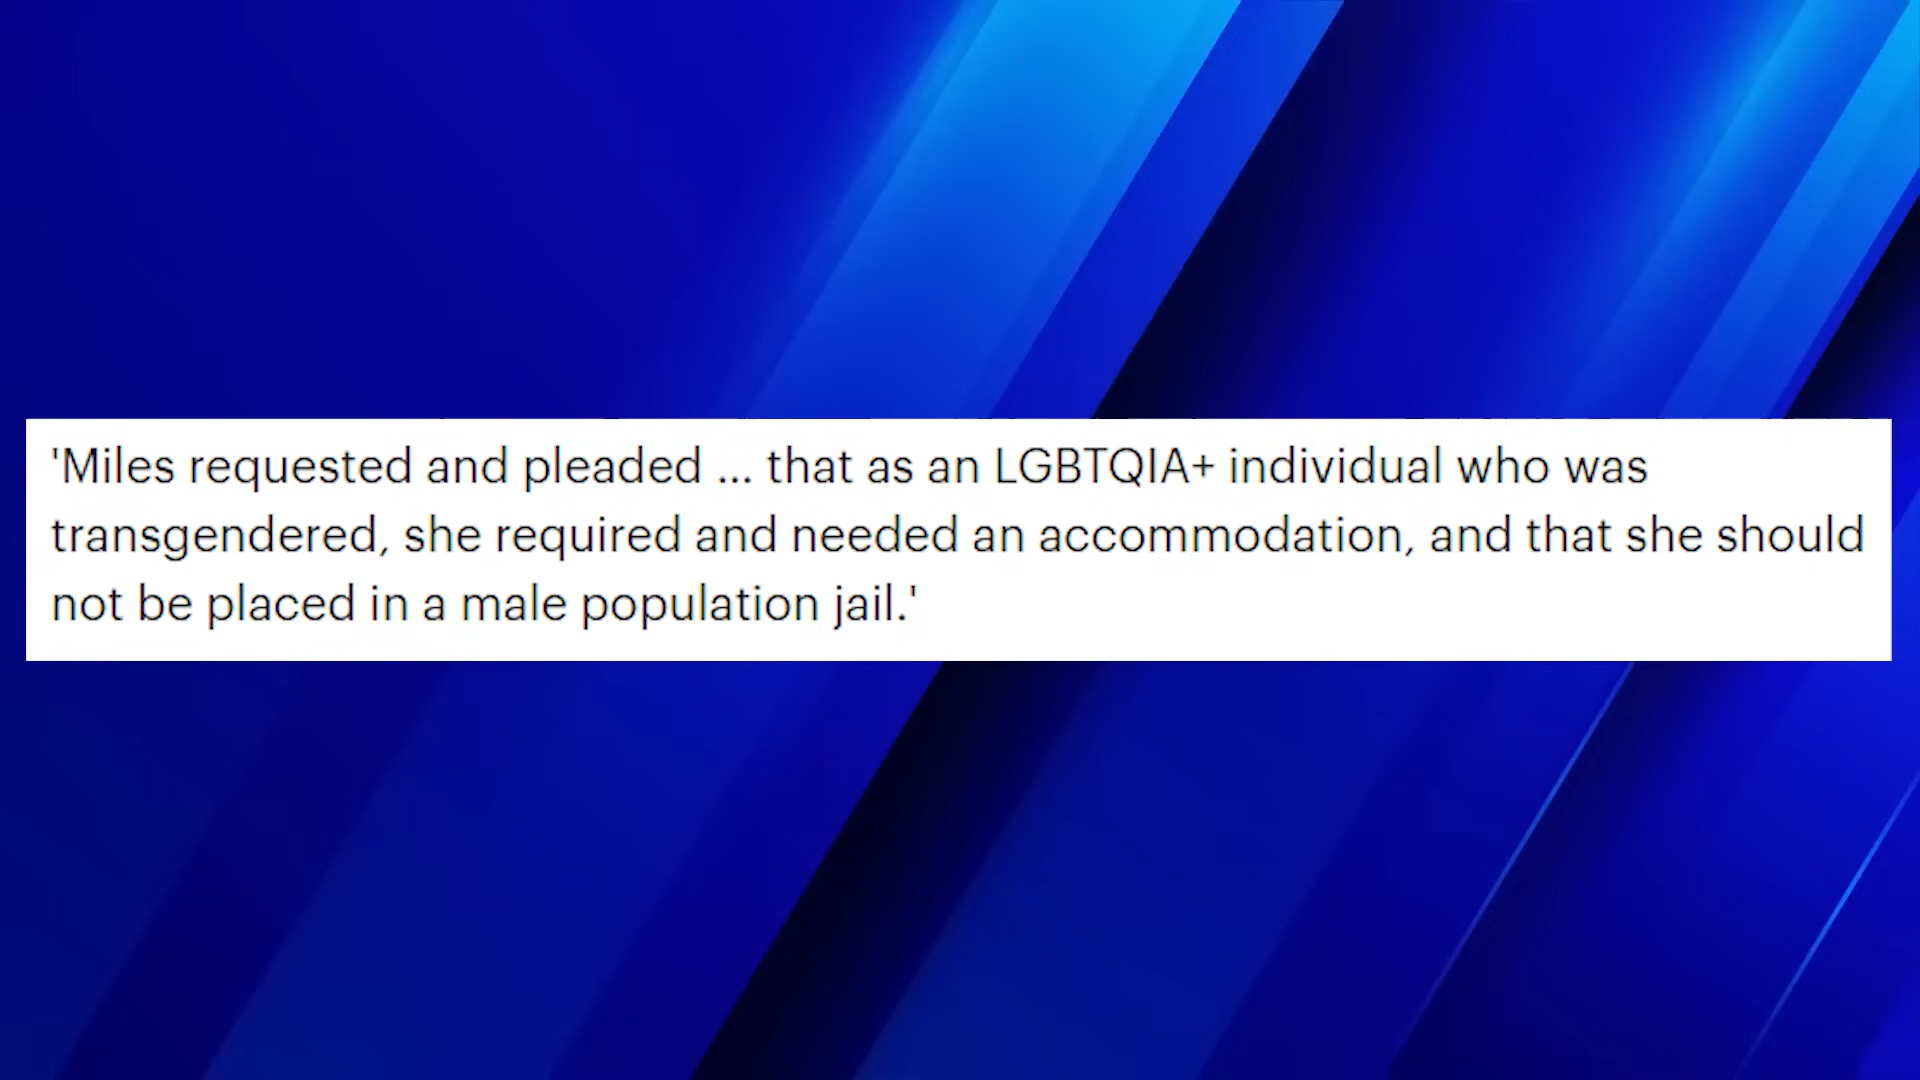 'Miles requested and pleaded ... that as an LGBTQIA+ individual who was
transgendered, she required and needed an accommodation, and that she should
not be placed in a male population jail.'